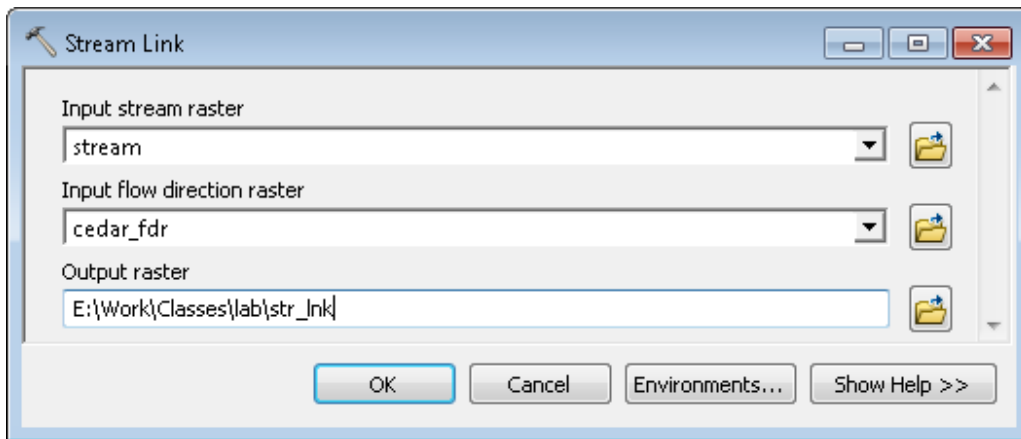 Stream Link
Input stream raster
stream
Input flow direction raster
cedar_fdr
Output raster
E:\Work\Classes\lab\str_lnk
OK Cancel Environments... Show Help >>